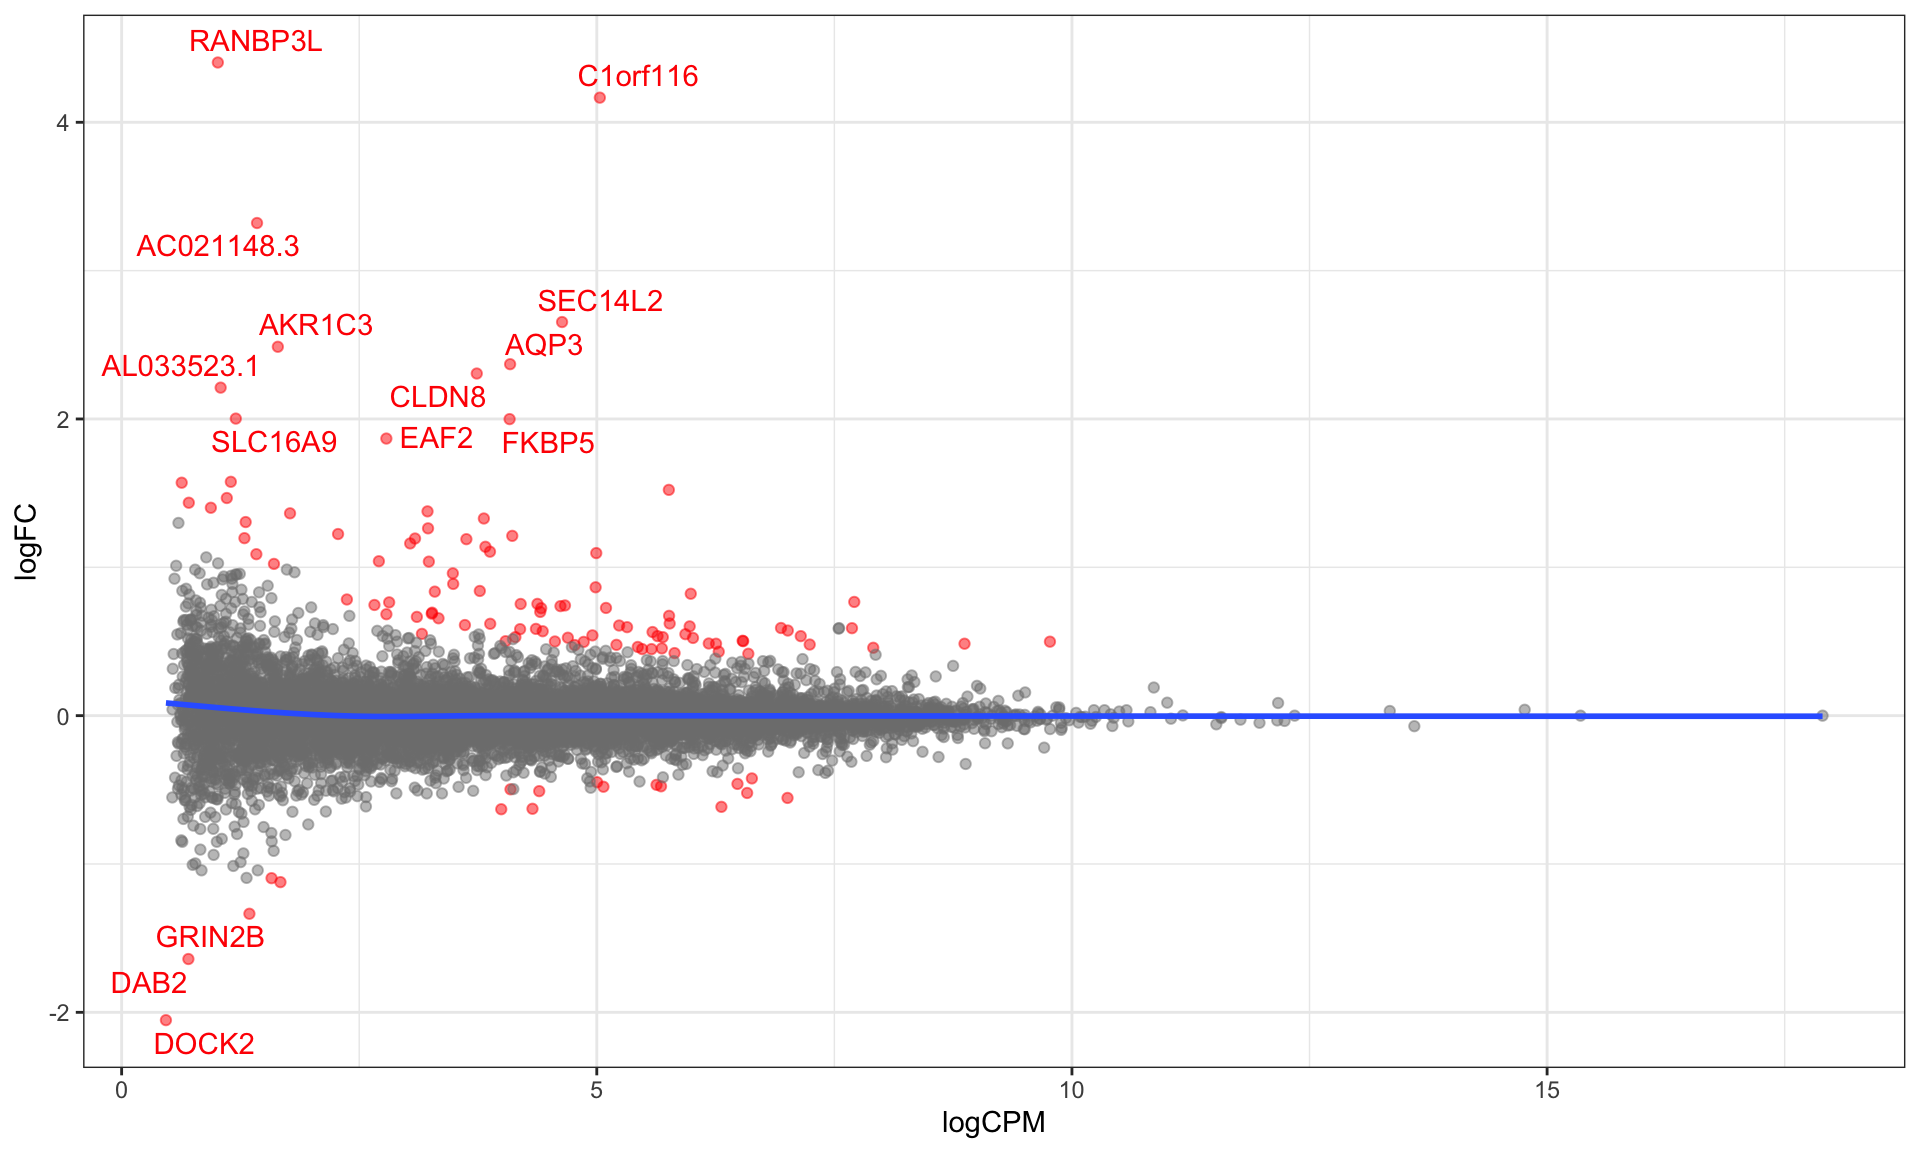 RANBP3L
C1orf116
4
AC021148.3
SEC14L2
AKR1C3
AQP3
AL033523.1
CLDN8
2
EAF2
SLC16A9
FKBP5
logFC
0
GRIN2B
DAB2
-2
DOCK2
0
5
10
15
logCPM